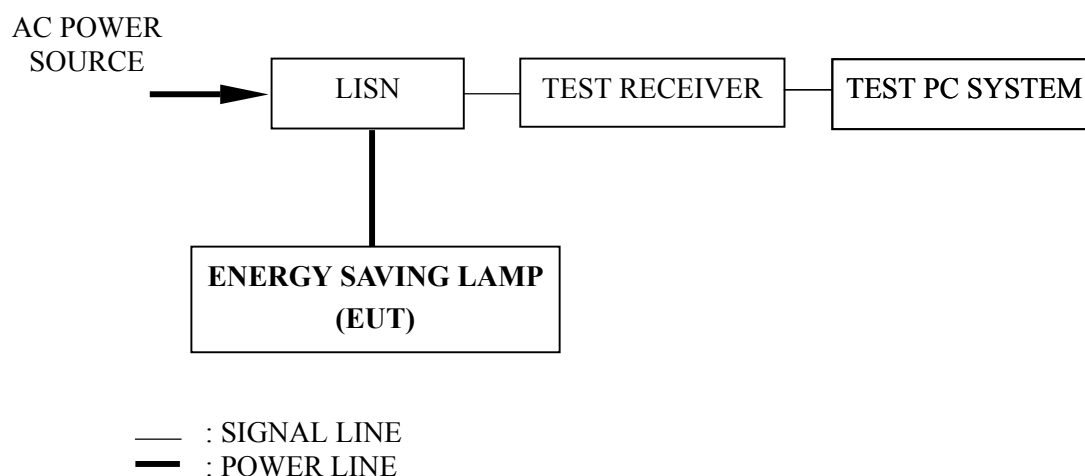 AC POWER
SOURCE
LISN
TEST RECEIVER
TEST PC SYSTEM
ENERGY SAVING LAMP
(EUT)
: SIGNAL LINE
: POWER LINE